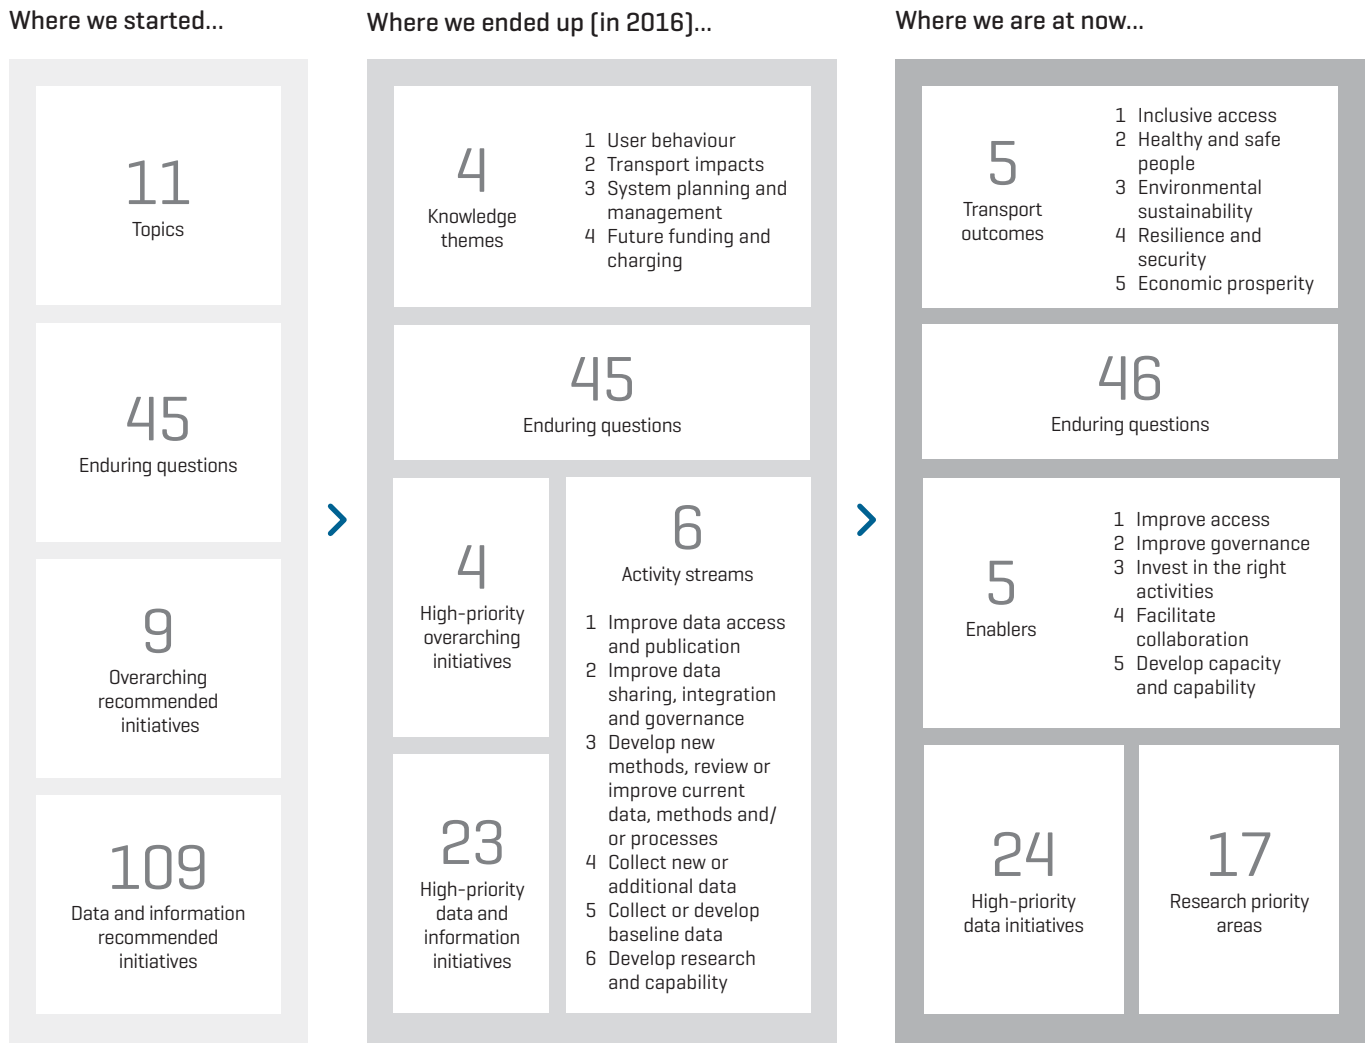 Where we started...
11
Topics
45
Enduring questions
9
Overarching
recommended
initiatives
109
Data and information
recommended
initiatives
Where we ended up (in 2016)...
4
Knowledge
themes
1 User behaviour
2 Transport impacts
3 System planning and
management
4 Future funding and
charging
45
Enduring questions
4
High-priority
overarching
initiatives
23
High-priority
data and
information
initiatives
6
Activity streams
1 Improve data access
and publication
2 Improve data
sharing, integration
and governance
3 Develop new
methods, review or
improve current
data, methods and/
or processes
4 Collect new or
additional data
5 Collect or develop
baseline data
6 Develop research
and capability
Where we are at now...
5
Transport
outcomes
1 Inclusive access
2 Healthy and safe
people
3 Environmental
sustainability
4 Resilience and
security
5 Economic prosperity
46
Enduring questions
5
Enablers
1 Improve access
2 Improve governance
3 Invest in the right
activities
4 Facilitate
collaboration
5 Develop capacity
and capability
24
High-priority
data initiatives
17
Research priority
areas